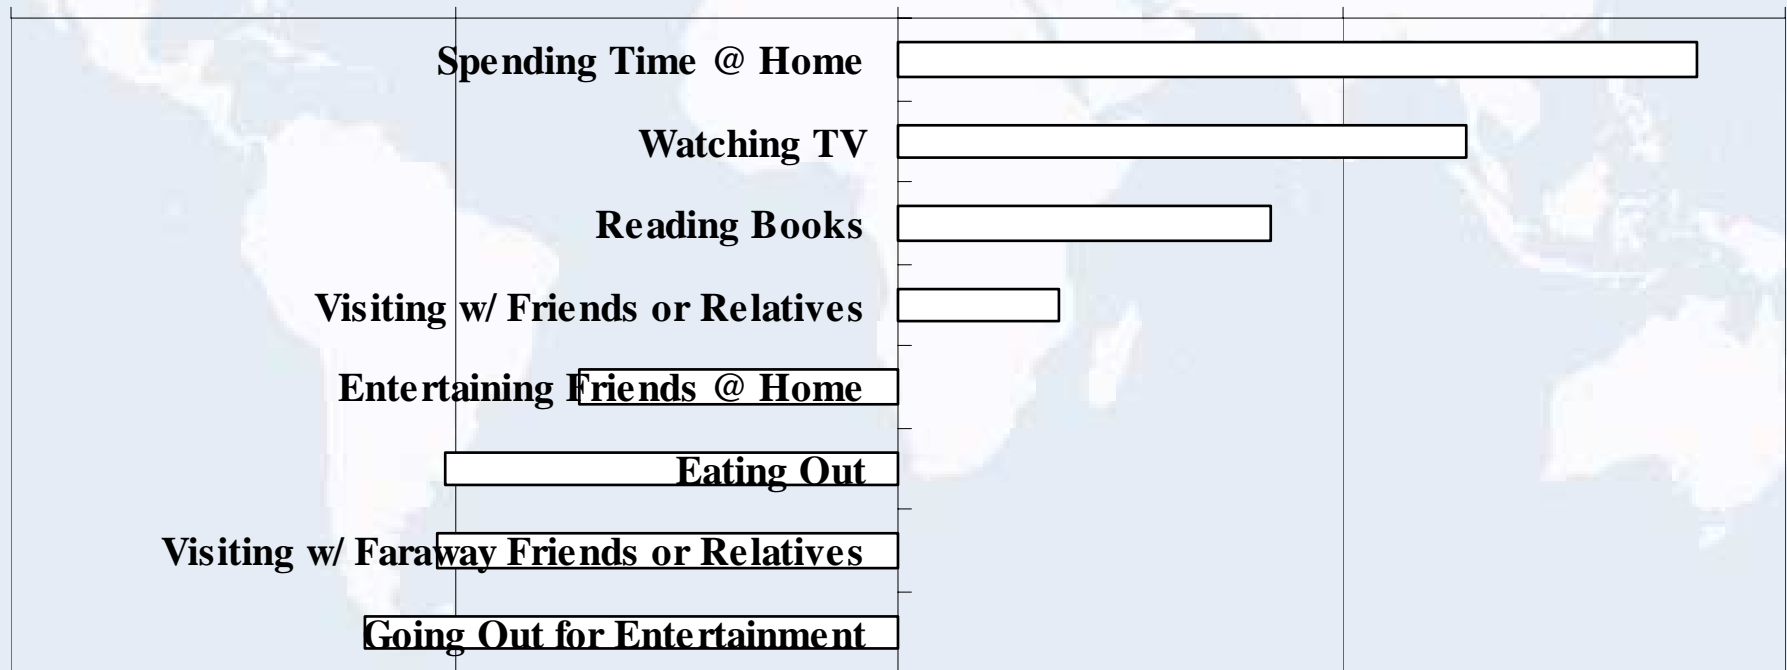 Spending Time @ Home
Watching TV
Reading Books
Visiting w/ Friends or Relatives
Entertaining Friends @ Home
Eating Out
Visiting w/ Faraway Friends or Relatives
Going Out for Entertainment